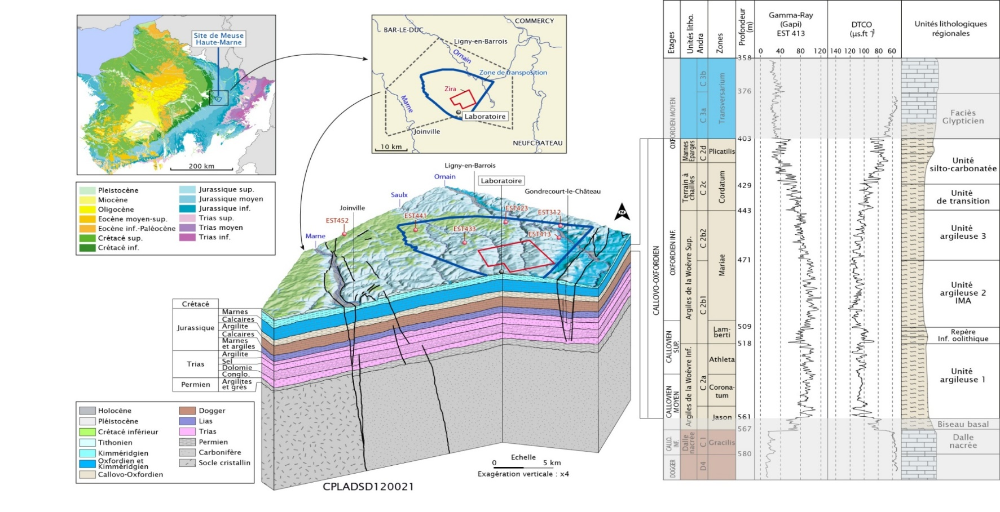 Site de Meuse
Haute-Marne
200 km
Pleistocène
Miocène
Oligocène
Eocène moyen-sup.
Eocène inf.-Paléocène
Crétacé sup.
Crétacé inf.
Jurassique sup.
Jurassique moyen
Jurassique inf.
Trias sup.
Trias moyen
Trias inf.
BAR-LE-DUC
COMMERCY
Ligny-en-Barrois
Ornain
Zone de transposition
Zira
Marne
Laboratoire
Joinville
NEUFCHATEAU
10 km
Ligny-en-Barrois
Ornain
Laboratoire
Gondrecourt-le-Château
Saulx
Joinville
Marne
EST452
EST441
EST433
EST423
EST312
EST413
N
Crétacé
Jurassique
Trias
Permien
Marnes
Calcaires
Argilite
Calcaires
Marnes
et argiles
Argilite
Sel
Dolomie
Conglo.
Argilites
et grès
Holocène
Pléistocène
Crétacé inférieur
Tithonien
Kimméridgien
Oxfordien et
Kimméridgien
Callovo-Oxfordien
Dogger
Lias
Trias
Permien
Carbonifère
Socle cristallin
Echelle
0 5 km
Exagération verticale : x4
CPLADSD120021
Etages
Unités litho.
Andra
Zones
Profondeur
(m)
Gamma-Ray
(Gapi)
EST 413
0 40 80 120
DTCO
(µs.ft⁻¹)
140 120 100 80 60
Unités lithologiques
régionales
CALLOVO-OXFORDIEN
OXFORDIEN MOYEN
OXFORDIEN INF.
CALLOVIEN
SUP.
CALLOVIEN
MOYEN
CALLO.
INF.
DOGGER
Marnes
Eparges
Terrain à
chailles
Argiles de la Woëvre Sup.
Argiles de la Woëvre Inf.
Dalle
nacrée
C 3b
C 3a
C 2d
C 2c
C 2b2
C 2b1
C 2a
C 1
D4
Transversarium
Plicatilis
Cordatum
Mariae
Lam-
berti
Athleta
Corona-
tum
Jason
Gracilis
358
376
403
429
443
471
509
518
561
567
580
Faciès
Glypticien
Unité
silto-carbonatée
Unité
de transition
Unité
argileuse 3
Unité
argileuse 2
IMA
Repère
Inf. oolithique
Unité
argileuse 1
Biseau basal
Dalle
nacrée